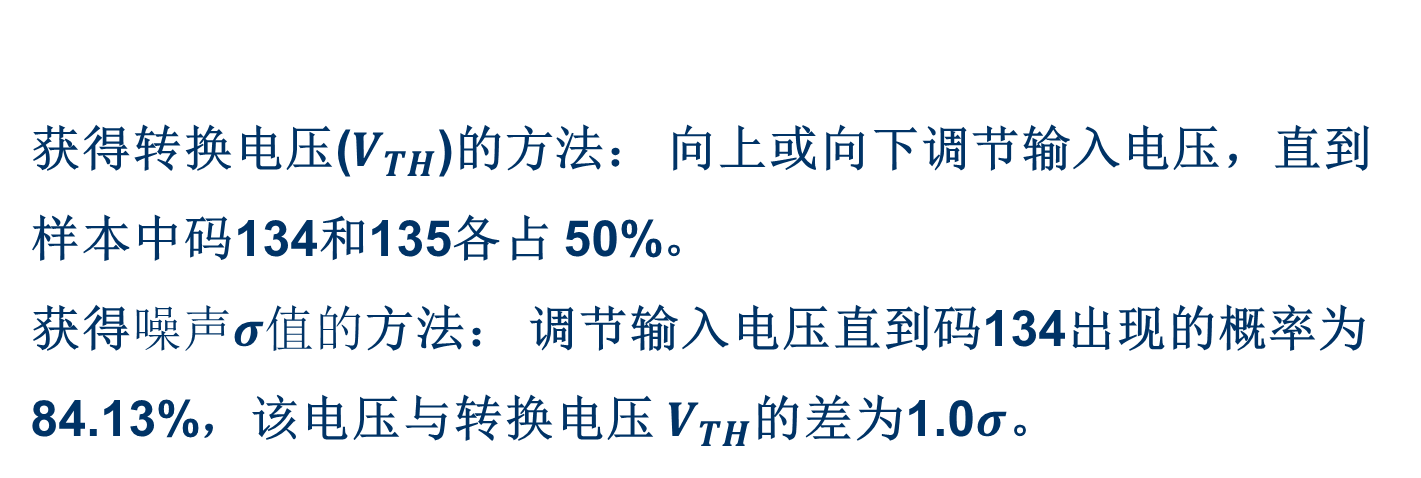 获得转换电压(V_TH)的方法： 向上或向下调节输入电压，直到
样本中码134和135各占 50%。
获得噪声σ值的方法： 调节输入电压直到码134出现的概率为
84.13%，该电压与转换电压 V_TH的差为1.0σ。